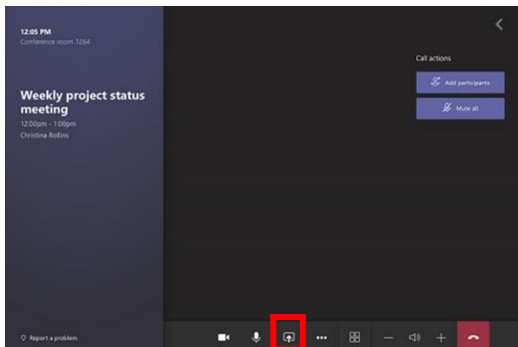 12:05 PM
Conference room 1264
Call actions
Add participants
Mute all
Weekly project status
meeting
12:00pm - 1:00pm
Christina Rollins
Report a problem